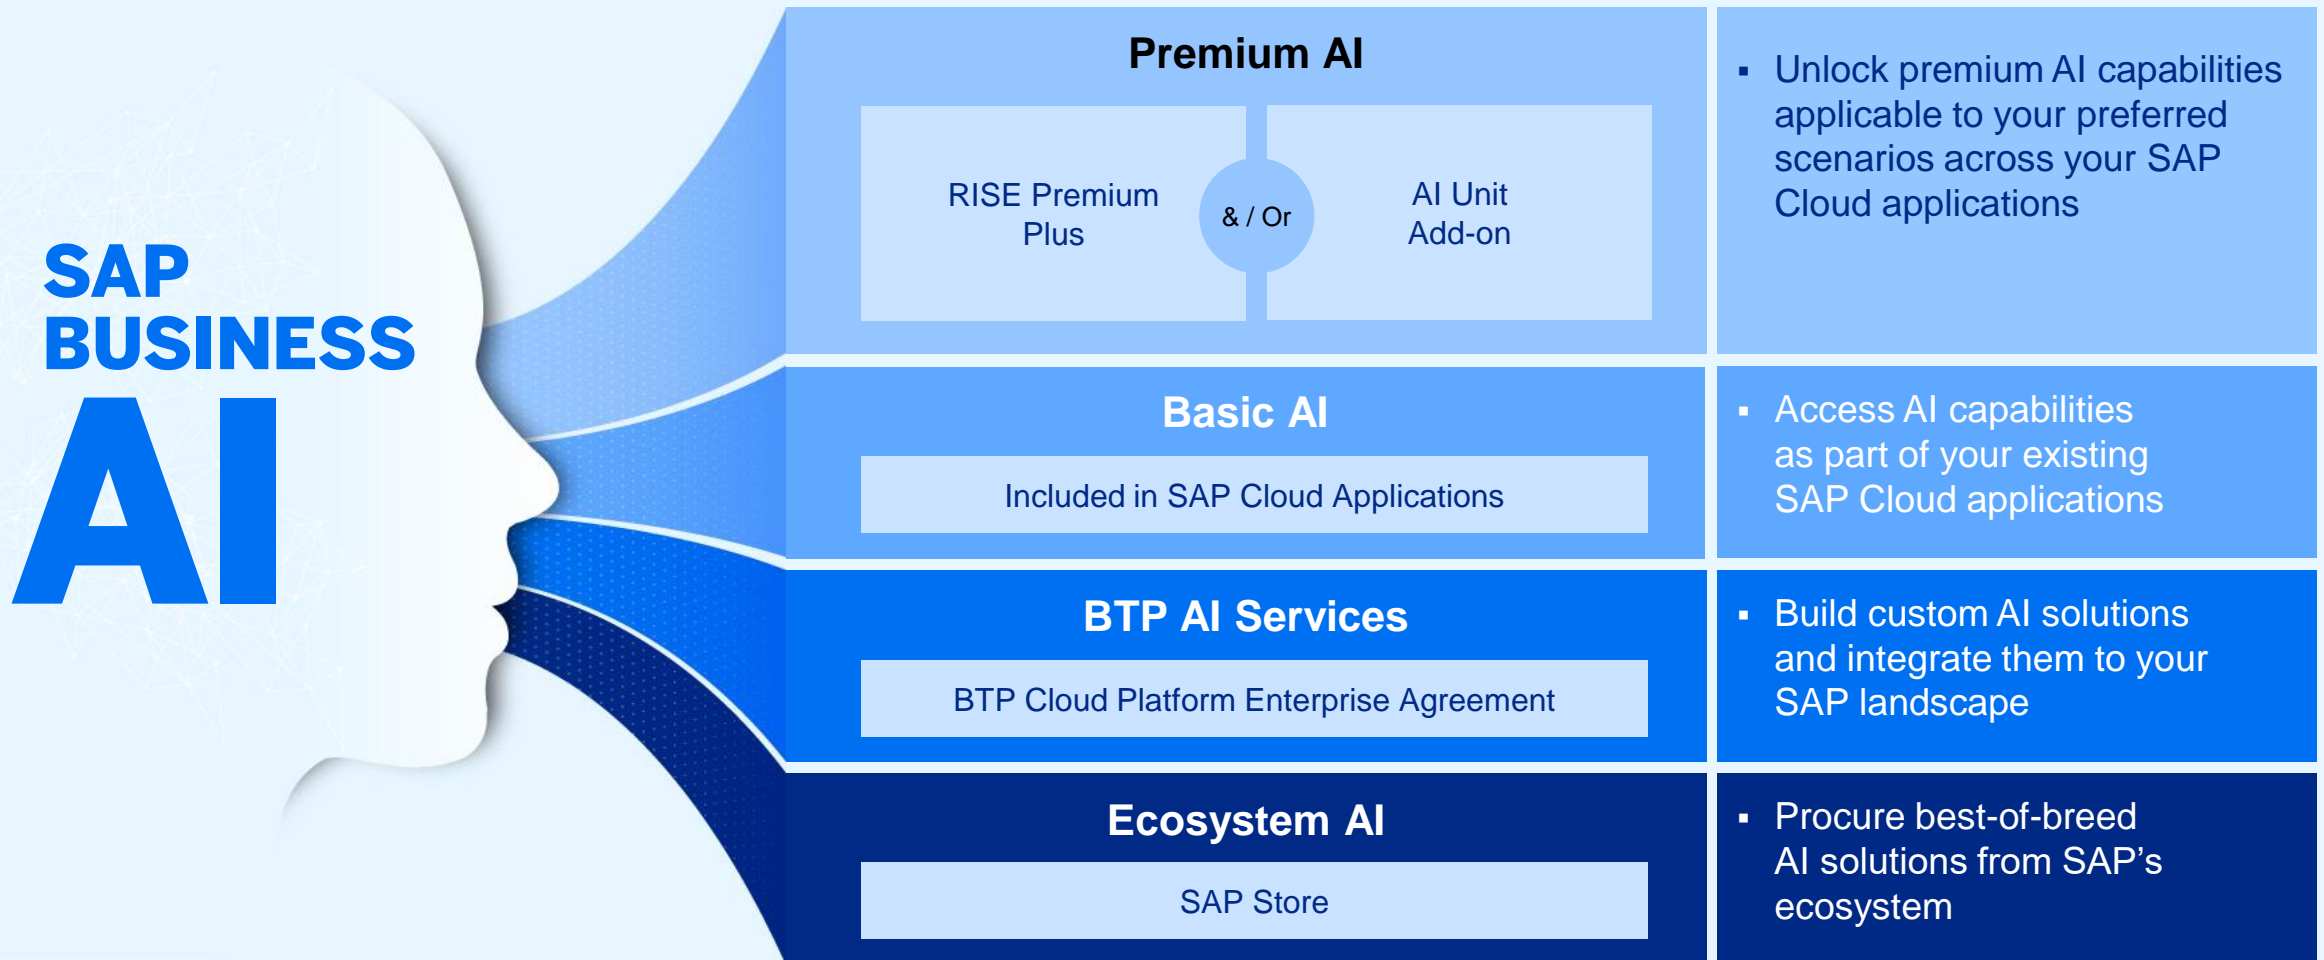 SAP
BUSINESS
AI
Premium AI
RISE Premium
Plus
& / Or
AI Unit
Add-on
▪ Unlock premium AI capabilities
applicable to your preferred
scenarios across your SAP
Cloud applications
Basic AI
Included in SAP Cloud Applications
▪ Access AI capabilities
as part of your existing
SAP Cloud applications
BTP AI Services
BTP Cloud Platform Enterprise Agreement
▪ Build custom AI solutions
and integrate them to your
SAP landscape
Ecosystem AI
SAP Store
▪ Procure best-of-breed
AI solutions from SAP’s
ecosystem